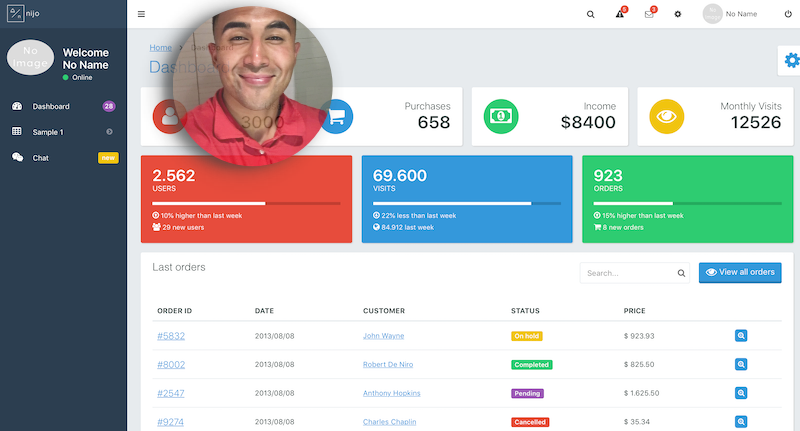 nijo
No Image
Welcome
No Name
Online
Dashboard 28
Sample 1
Chat new
8 3 No Name
Home > Dashboard
Dashboard
3000
Purchases
658
Income
$8400
Monthly Visits
12526
2.562
USERS
10% higher than last week
29 new users
69.600
VISITS
22% less than last week
84.912 last week
923
ORDERS
15% higher than last week
8 new orders
Last orders
Search...
View all orders
ORDER ID DATE CUSTOMER STATUS PRICE
#5832 2013/08/08 John Wayne On hold $ 923.93
#8002 2013/08/08 Robert De Niro Completed $ 825.50
#2547 2013/08/08 Anthony Hopkins Pending $ 1.625.50
#9274 2013/08/08 Charles Chaplin Cancelled $ 35.34